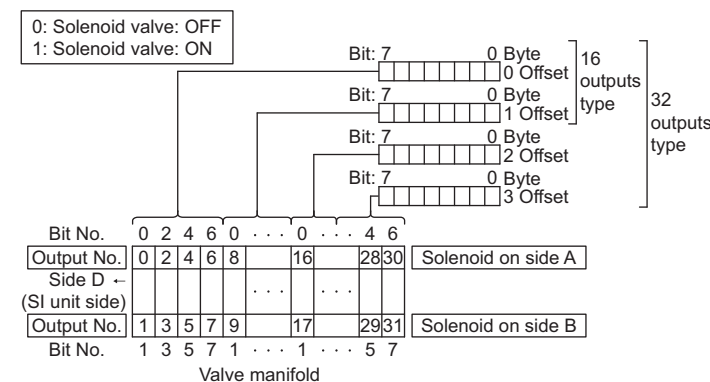 0: Solenoid valve: OFF
1: Solenoid valve: ON
Bit: 7 0 Byte
0 Offset
Bit: 7 0 Byte
1 Offset
16 outputs type
Bit: 7 0 Byte
2 Offset
Bit: 7 0 Byte
3 Offset
32 outputs type
Bit No. 0 2 4 6 0 · · · 0 · · · 4 6
Output No. 0 2 4 6 8 16 28 30 Solenoid on side A
Side D ←
(SI unit side)
· · · · · ·
Output No. 1 3 5 7 9 17 29 31 Solenoid on side B
Bit No. 1 3 5 7 1 · · · 1 · · · 5 7
Valve manifold